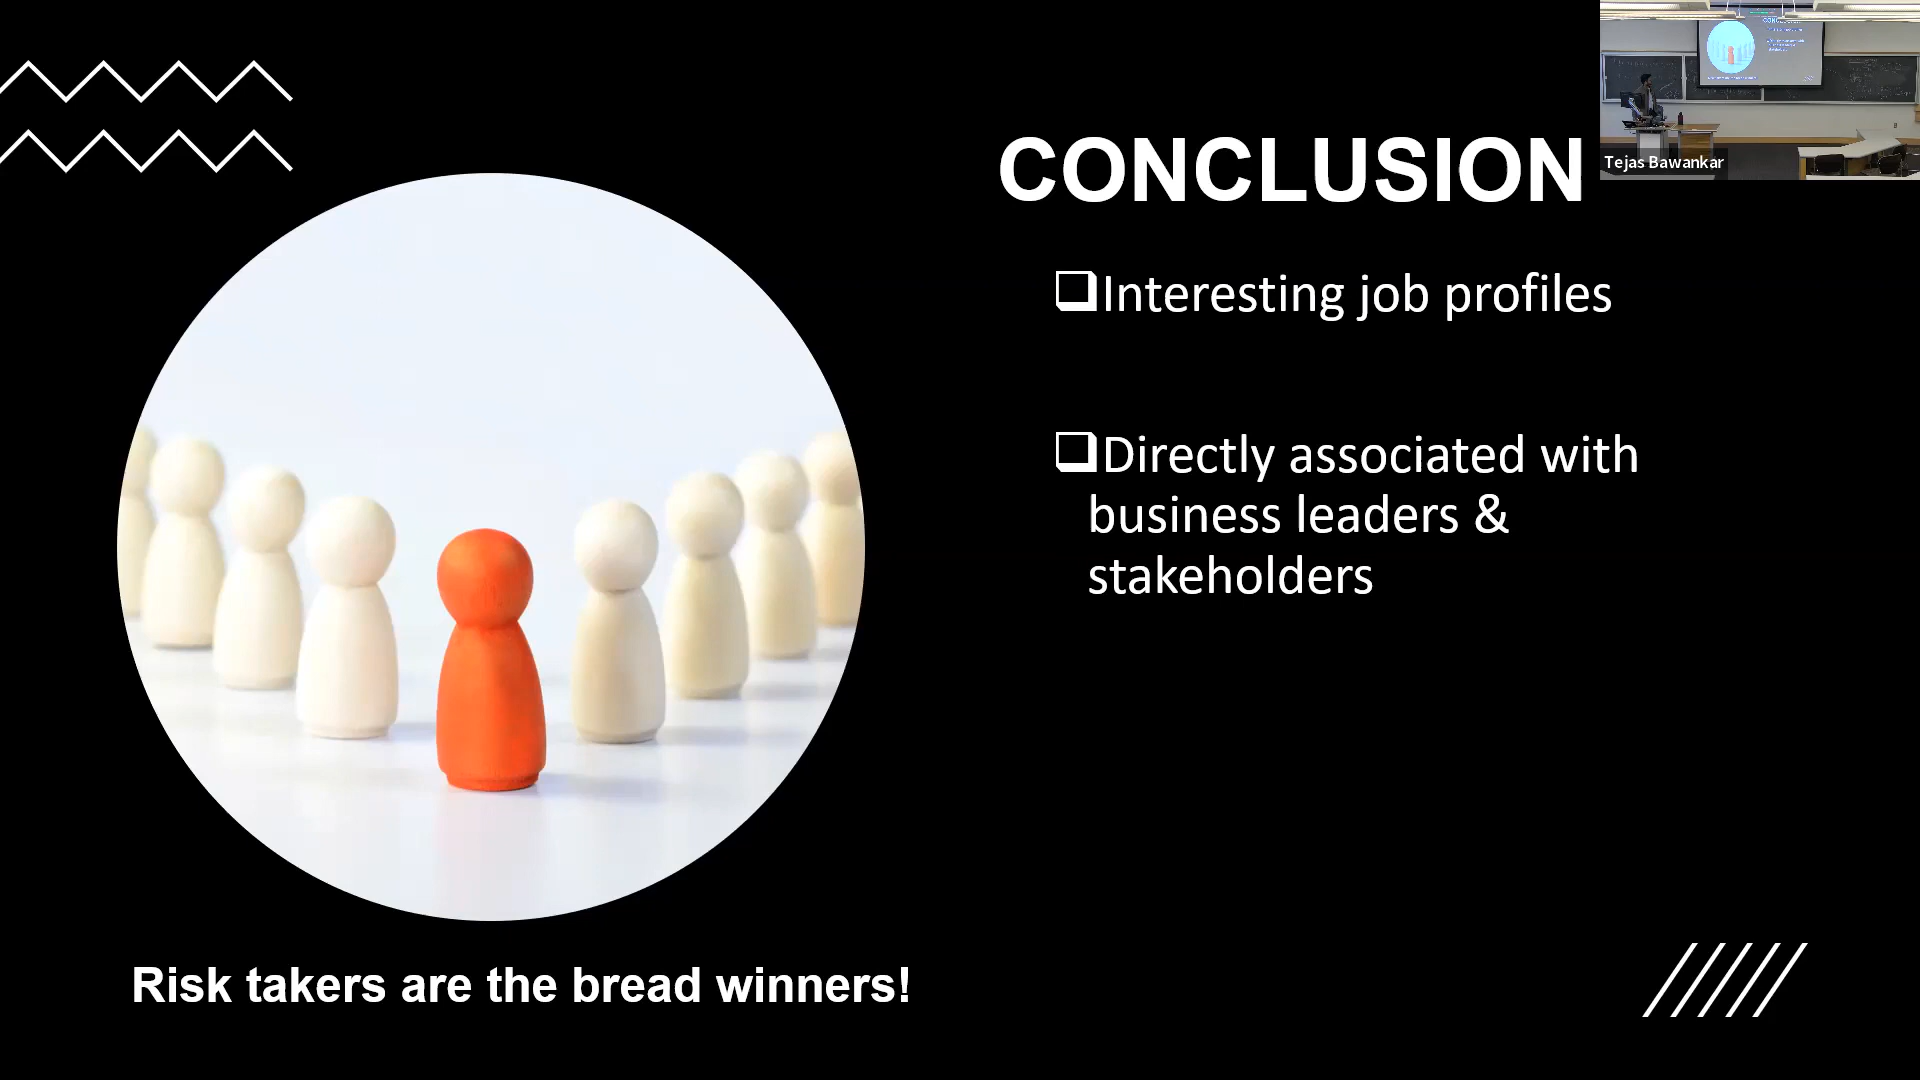 CONCLUSION
Interesting job profiles
Directly associated with
business leaders &
stakeholders
Risk takers are the bread winners!
Tejas Bawankar